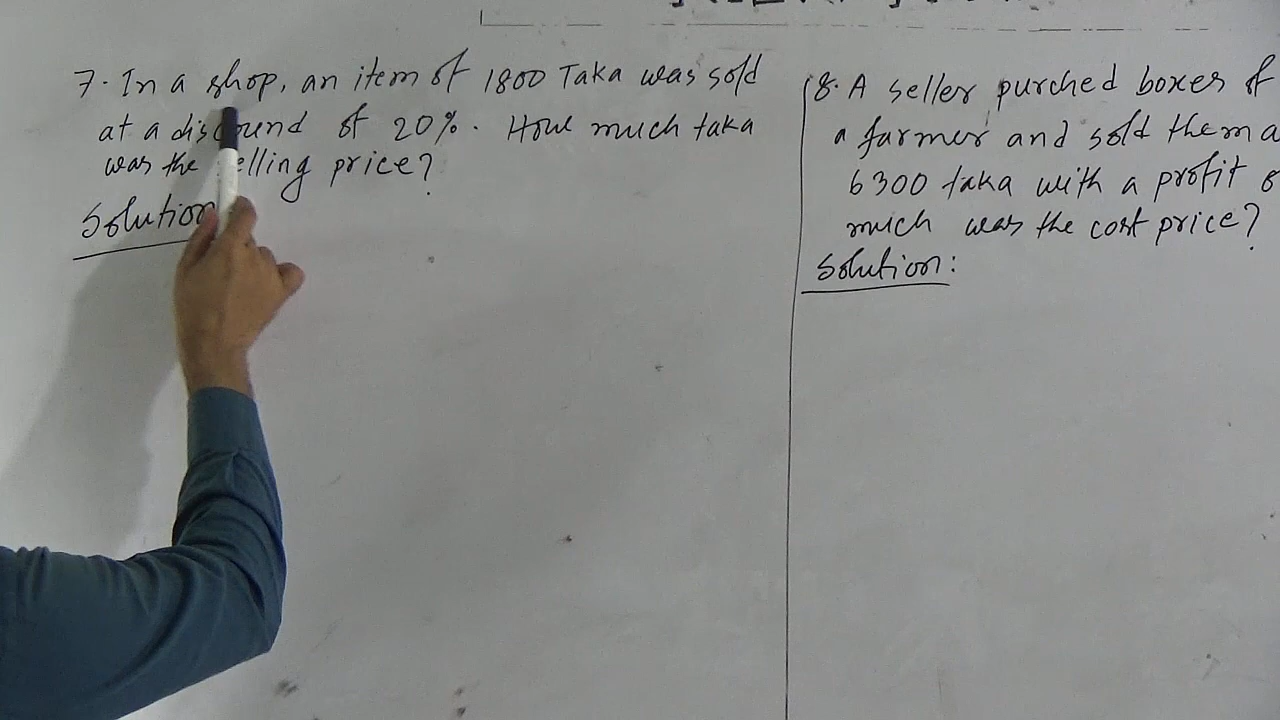 7. In a shop, an item of 1800 Taka was sold
at a discound of 20%. How much taka
was the selling price?
Solution
8. A seller purched boxes of
a farmer and sold them a
6300 taka with a profit o
much was the cost price?
Solution: